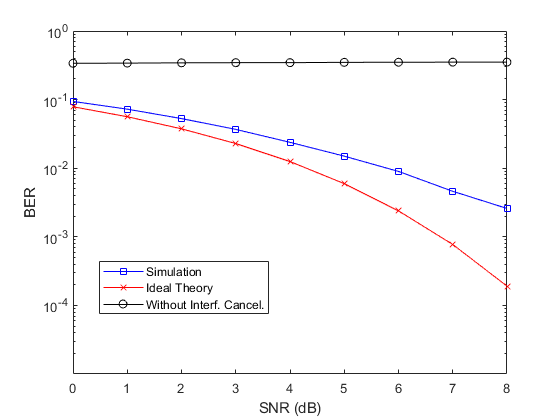 10^0
10^-1
10^-2
10^-3
10^-4
BER
Simulation
Ideal Theory
Without Interf. Cancel.
0 1 2 3 4 5 6 7 8
SNR (dB)